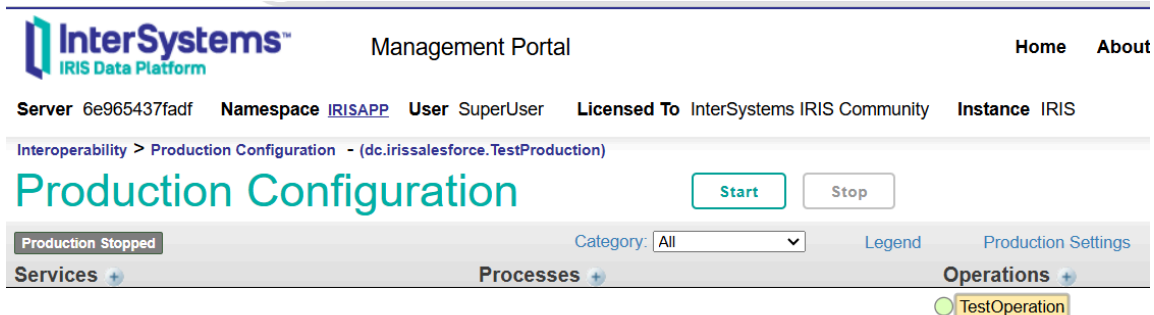 InterSystems™
IRIS Data Platform
Management Portal
Home About
Server 6e965437fadf Namespace IRISAPP User SuperUser Licensed To InterSystems IRIS Community Instance IRIS
Interoperability > Production Configuration - (dc.irissalesforce.TestProduction)
Production Configuration Start Stop
Production Stopped Category: All Legend Production Settings
Services + Processes + Operations +
TestOperation